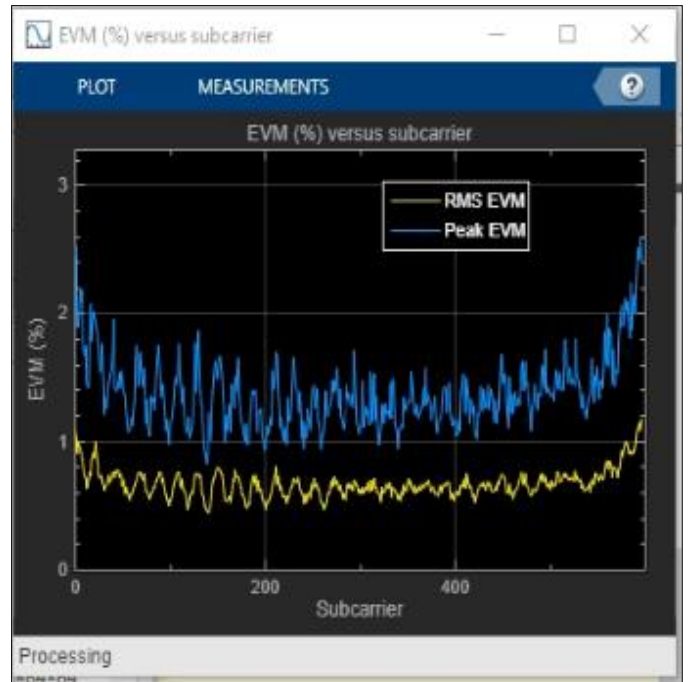 EVM (%) versus subcarrier
PLOT MEASUREMENTS ?
EVM (%) versus subcarrier
3
RMS EVM
Peak EVM
2
EVM (%)
1
0
0 200 400
Subcarrier
Processing